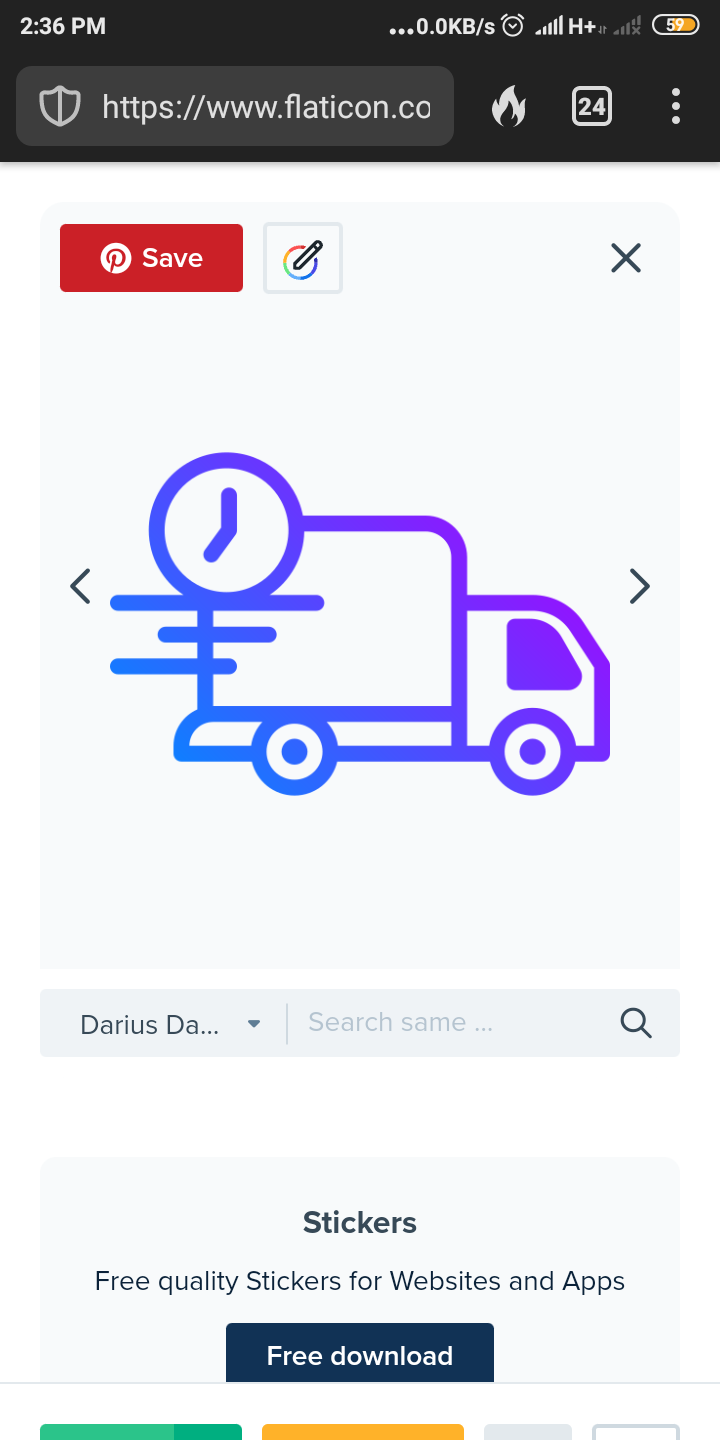 2:36 PM
...0.0KB/s H+ 59
https://www.flaticon.co
24
Save
Darius Da...
Search same ...
Stickers
Free quality Stickers for Websites and Apps
Free download